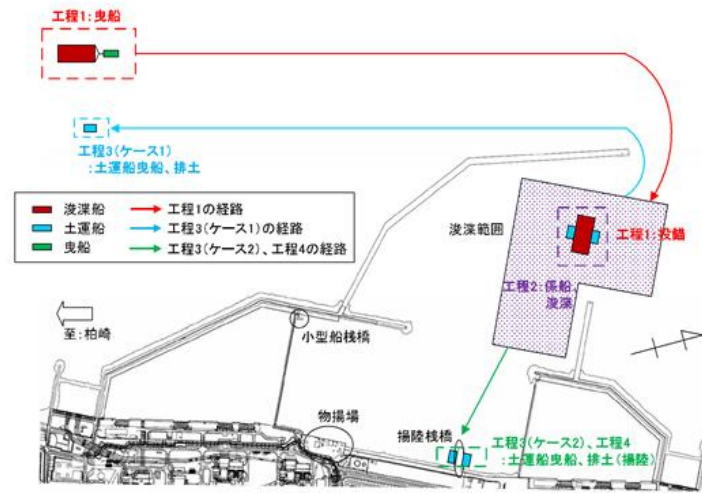 工程1:曳船
工程3(ケース1)
:土運船曳船、排土
浚渫船
工程1の経路
土運船
工程3(ケース1)の経路
曳船
工程3(ケース2)、工程4の経路
浚渫範囲
工程1:投錨
工程2:係船、
浚渫
至:柏崎
小型船桟橋
物揚場
揚陸桟橋
工程3(ケース2)、工程4
:土運船曳船、排土(揚陸)